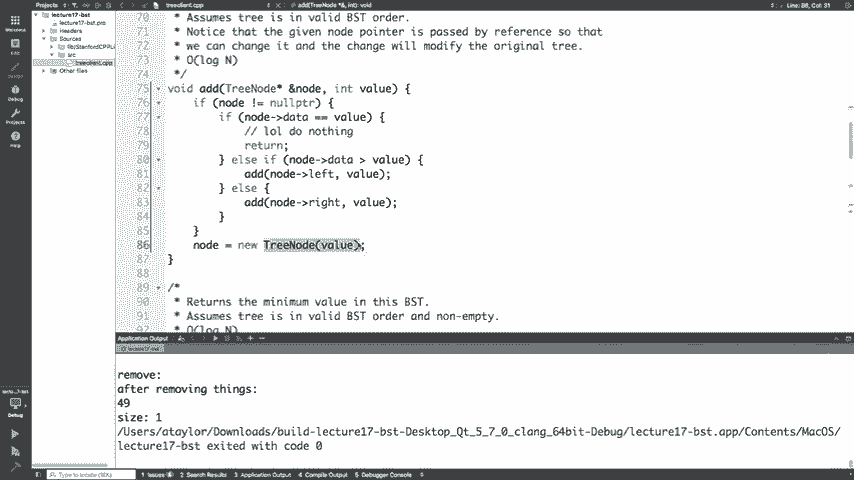 Projects
treeclient.cpp
add(TreeNode *&, int): void
Line: 86, Col: 31
lecture17-bst
lecture17-bst.pro
Headers
Sources
src
treeclient.cpp
Other files
Welcome
Edit
Debug
Projects
Help
70 * Assumes tree is in valid BST order.
71 * Notice that the given node pointer is passed by reference so that
72 * we can change it and the change will modify the original tree.
73 * O(log N)
74 */
75 void add(TreeNode* &node, int value) {
76 if (node != nullptr) {
77 if (node->data == value) {
78 // lol do nothing
79 return;
80 } else if (node->data > value) {
81 add(node->left, value);
82 } else {
83 add(node->right, value);
84 }
85 }
86 node = new TreeNode(value);
87 }
88
89 /*
90 * Returns the minimum value in this BST.
91 * Assumes tree is in valid BST order and non-empty.
92 * O(log N)
Application Output
remove:
after removing things:
49
size: 1
/Users/ataylor/Downloads/build-lecture17-bst-Desktop_Qt_5_7_0_clang_64bit-Debug/lecture17-bst.app/Contents/MacOS/
lecture17-bst exited with code 0
Debug
Type to locate (⌘K)
1 Issues
2 Search Results
3 Application Output
4 Compile Output
5 Debugger Console